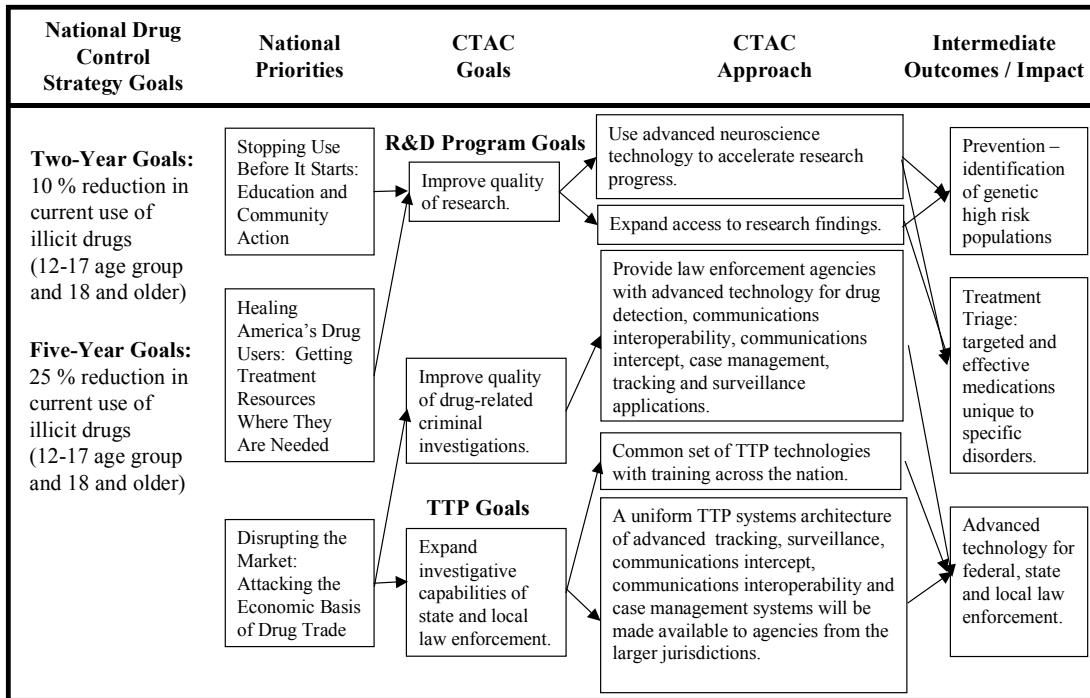 National Drug
Control
Strategy Goals
National
Priorities
CTAC
Goals
CTAC
Approach
Intermediate
Outcomes / Impact
Two-Year Goals:
10 % reduction in
current use of
illicit drugs
(12-17 age group
and 18 and older)
Five-Year Goals:
25 % reduction in
current use of
illicit drugs
(12-17 age group
and 18 and older)
Stopping Use
Before It Starts:
Education and
Community
Action
Healing
America’s Drug
Users:  Getting
Treatment
Resources
Where They
Are Needed
Disrupting the
Market:
Attacking the
Economic Basis
of Drug Trade
R&D Program Goals
Improve quality
of research.
Improve quality
of drug-related
criminal
investigations.
TTP Goals
Expand
investigative
capabilities of
state and local
law enforcement.
Use advanced neuroscience
technology to accelerate research
progress.
Expand access to research findings.
Provide law enforcement agencies
with advanced technology for drug
detection, communications
interoperability, communications
intercept, case management,
tracking and surveillance
applications.
Common set of TTP technologies
with training across the nation.
A uniform TTP systems architecture
of advanced  tracking, surveillance,
communications intercept,
communications interoperability and
case management systems will be
made available to agencies from the
larger jurisdictions.
Prevention –
identification
of genetic
high risk
populations
Treatment
Triage:
targeted and
effective
medications
unique to
specific
disorders.
Advanced
technology for
federal, state
and local law
enforcement.